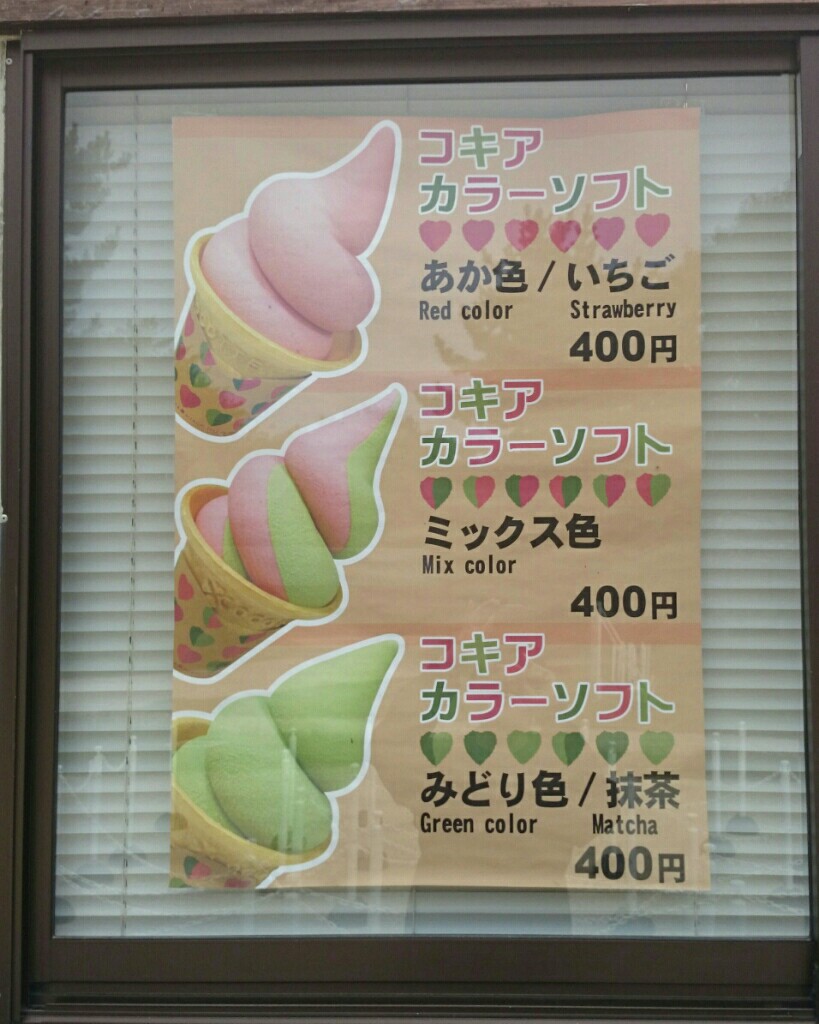 コキア
カラーソフト
あか色/いちご
Red color Strawberry
400円
コキア
カラーソフト
ミックス色
Mix color
400円
コキア
カラーソフト
みどり色/抹茶
Green color Matcha
400円